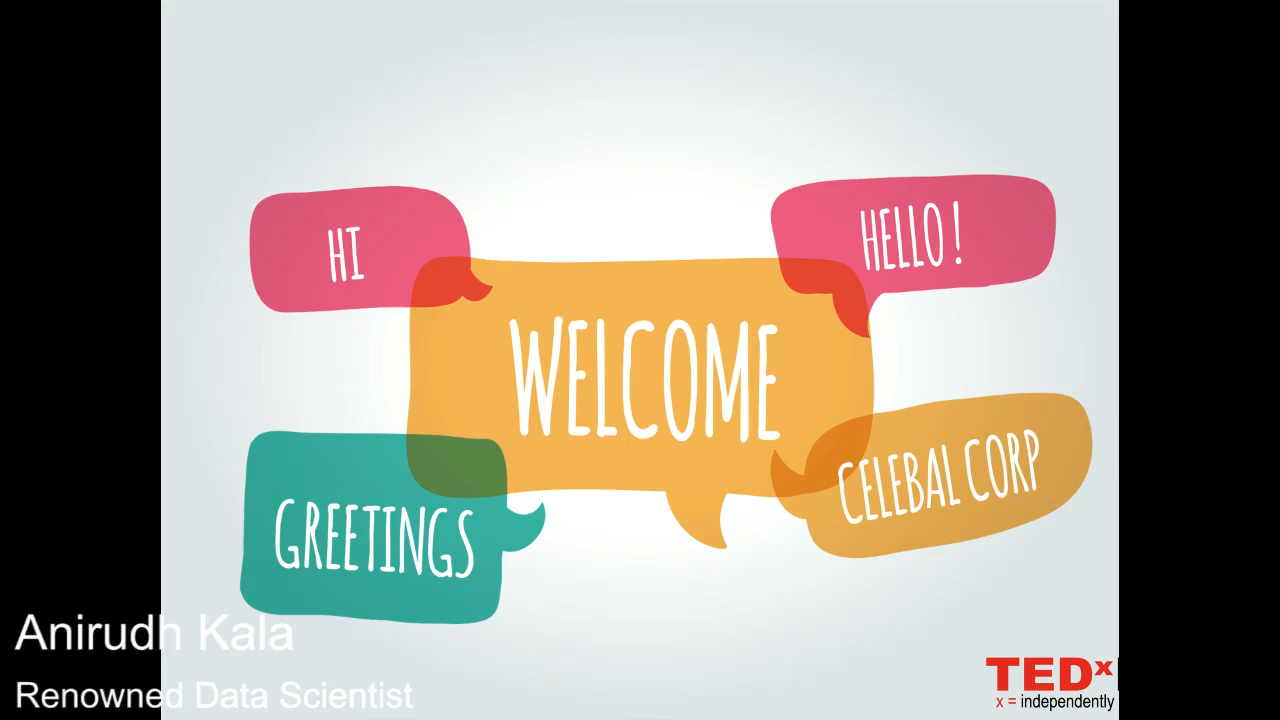 HI
HELLO !
WELCOME
CELEBAL CORP
GREETINGS
Anirudh Kala
Renowned Data Scientist
TEDx
x = independently